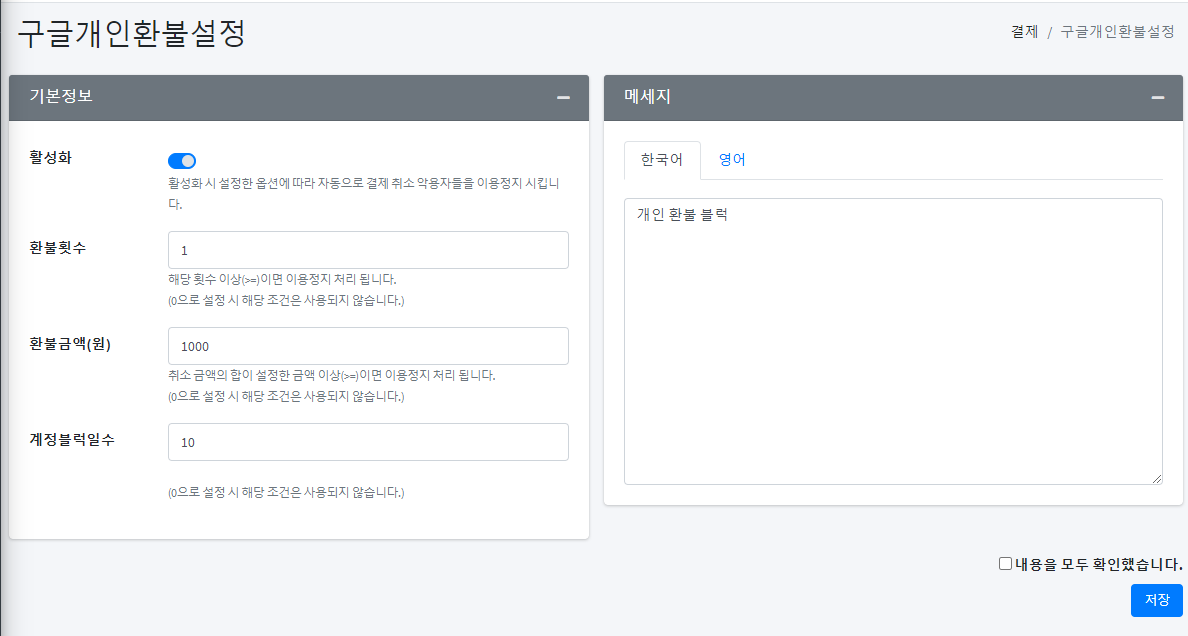 구글개인환불설정
결제 / 구글개인환불설정
기본정보
활성화
활성화 시 설정한 옵션에 따라 자동으로 결제 취소 악용자들을 이용정지 시킵니
다.
환불횟수
1
해당 횟수 이상(>=)이면 이용정지 처리 됩니다.
(0으로 설정 시 해당 조건은 사용되지 않습니다.)
환불금액(원)
1000
취소 금액의 합이 설정한 금액 이상(>=)이면 이용정지 처리 됩니다.
(0으로 설정 시 해당 조건은 사용되지 않습니다.)
계정블럭일수
10
(0으로 설정 시 해당 조건은 사용되지 않습니다.)
메세지
한국어 영어
개인 환불 블럭
내용을 모두 확인했습니다.
저장